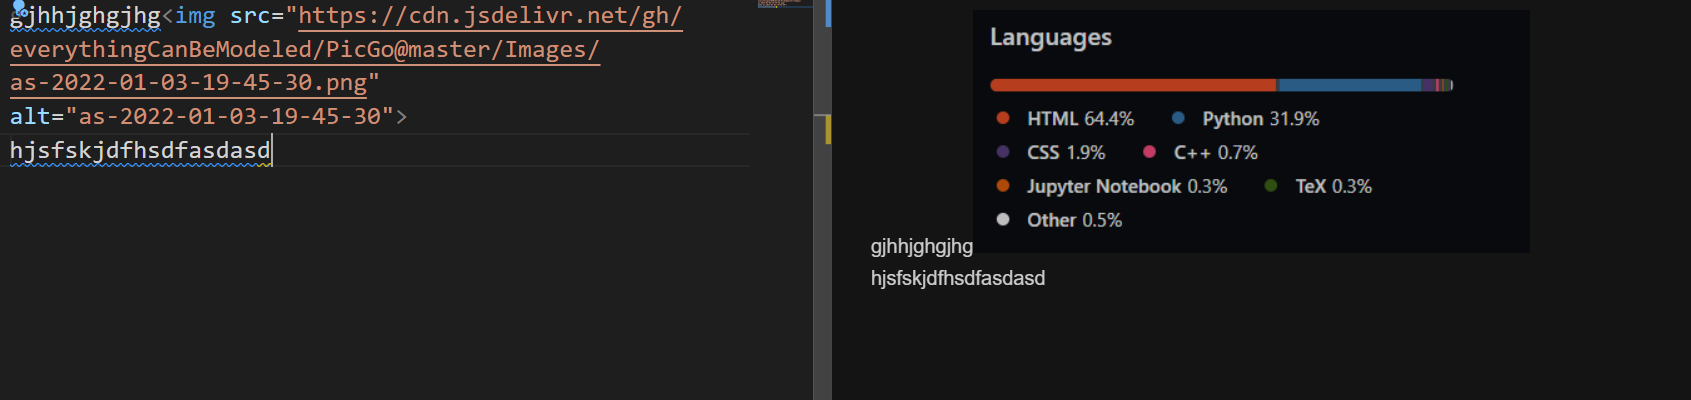 gjhhjghgjhg<img src="https://cdn.jsdelivr.net/gh/
everythingCanBeModeled/PicGo@master/Images/
as-2022-01-03-19-45-30.png"
alt="as-2022-01-03-19-45-30">
hjsfskjdfhsdfasdasd
Languages
HTML 64.4% Python 31.9%
CSS 1.9% C++ 0.7%
Jupyter Notebook 0.3% TeX 0.3%
Other 0.5%
gjhhjghgjhg
hjsfskjdfhsdfasdasd